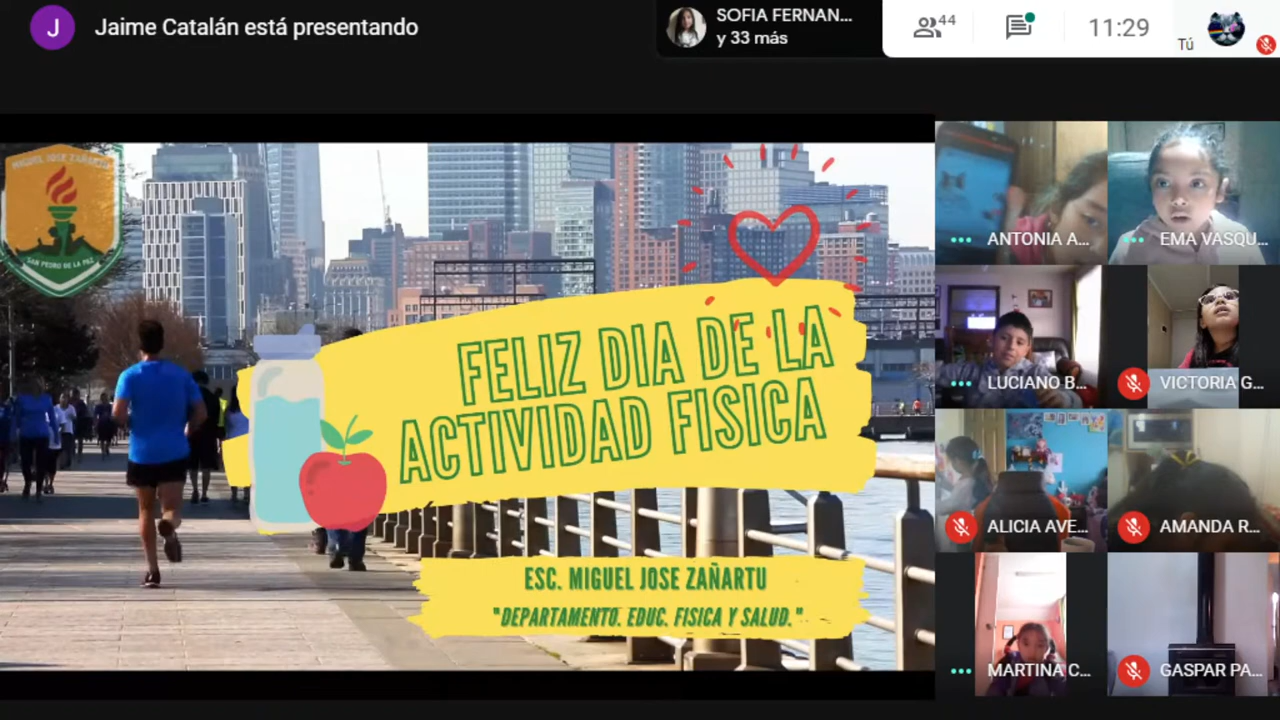 J
Jaime Catalán está presentando
SOFIA FERNAN...
y 33 más
44
11:29
Tú
MIGUEL JOSE ZAÑARTU
SAN PEDRO DE LA PAZ
FELIZ DIA DE LA
ACTIVIDAD FISICA
ESC. MIGUEL JOSE ZAÑARTU
"DEPARTAMENTO. EDUC. FISICA Y SALUD."
ANTONIA A...
EMA VASQU...
LUCIANO B...
VICTORIA G...
ALICIA AVE...
AMANDA R...
MARTINA C...
GASPAR PA...